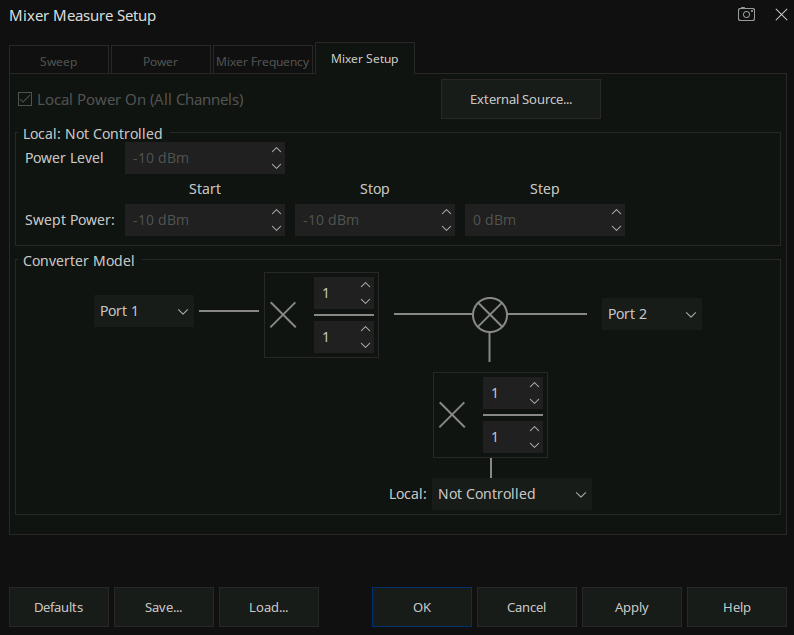 Mixer Measure Setup
Sweep Power Mixer Frequency Mixer Setup
Local Power On (All Channels) External Source...
Local: Not Controlled
Power Level -10 dBm
Start Stop Step
Swept Power: -10 dBm -10 dBm 0 dBm
Converter Model
1
Port 1 Port 2
1
1
1
Local: Not Controlled
Defaults Save... Load... OK Cancel Apply Help